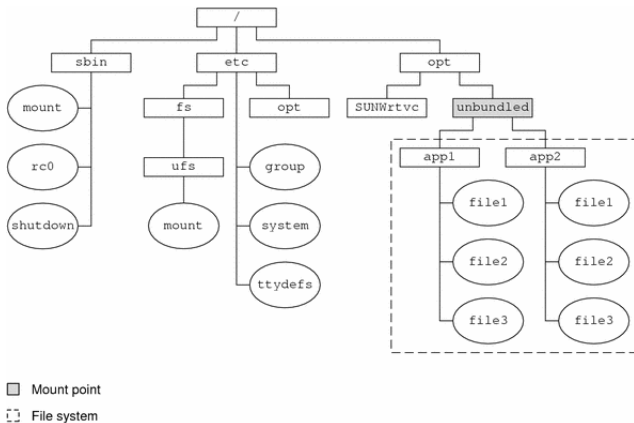 /
sbin etc opt
mount fs opt SUNWrtvc unbundled
app1 app2
rc0 ufs group file1 file1
shutdown mount system file2 file2
ttydefs file3 file3
Mount point
File system